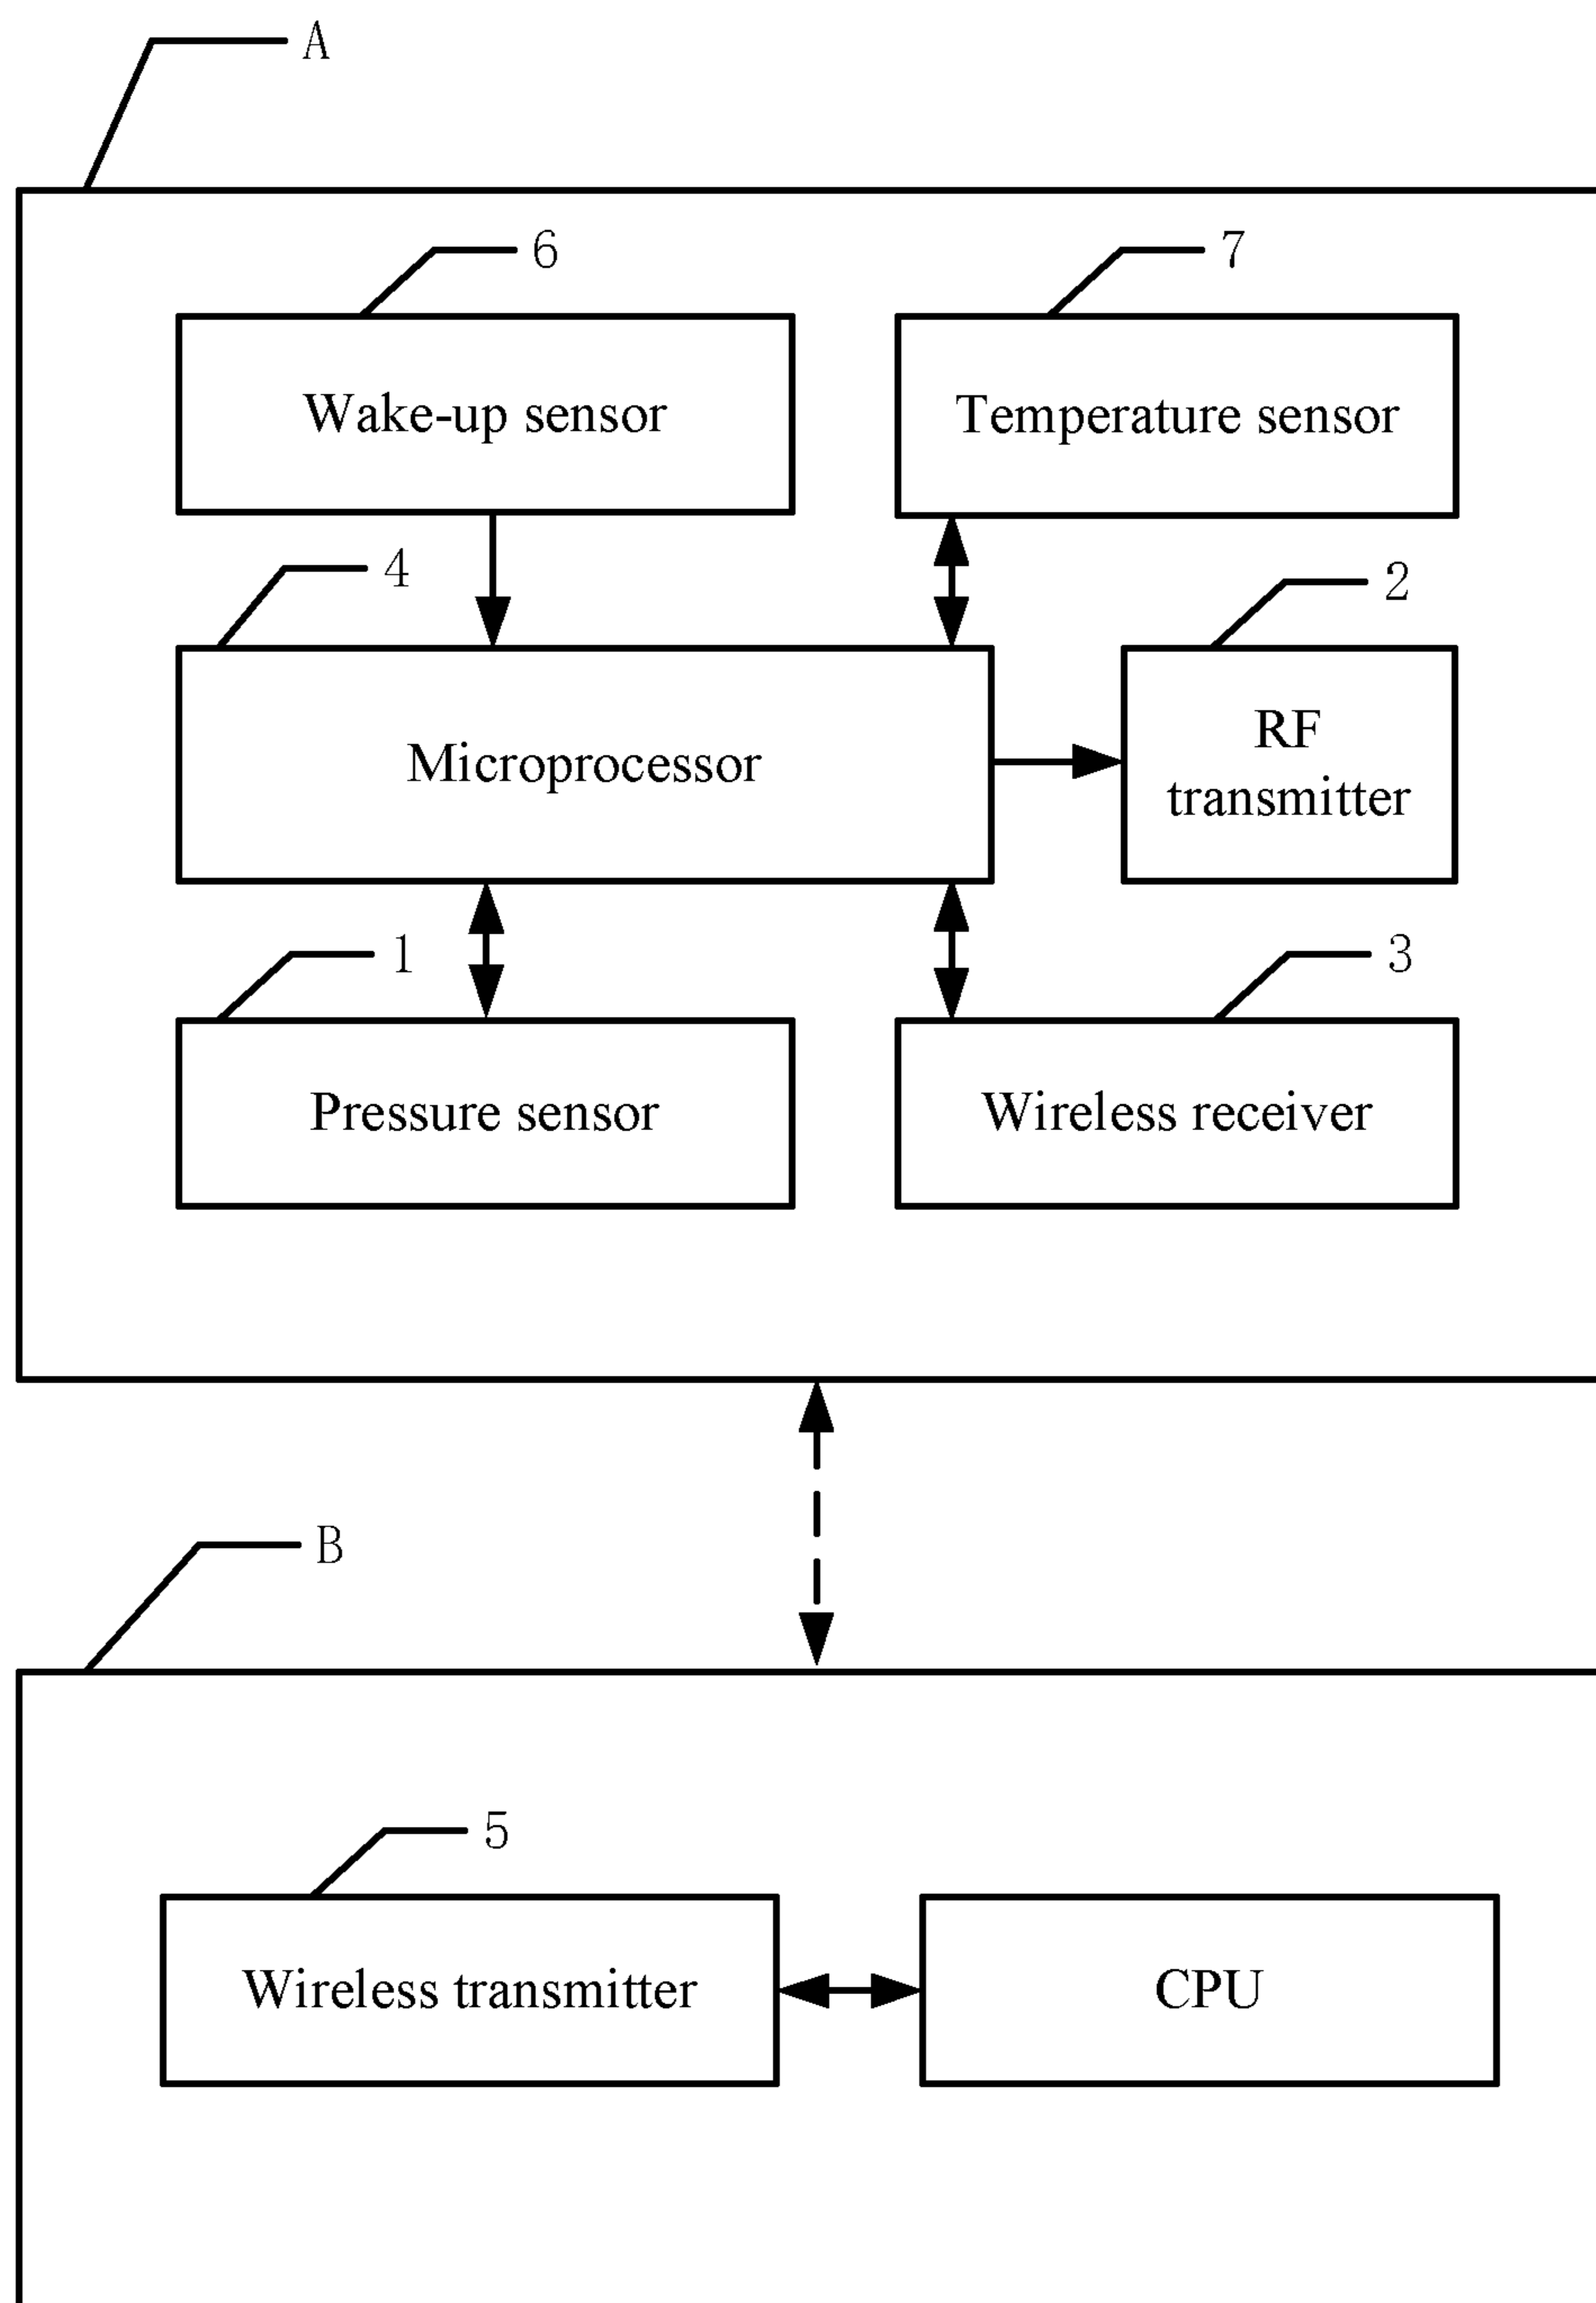 A
6
7
Wake-up sensor
Temperature sensor
4
2
Microprocessor
RF
transmitter
1
3
Pressure sensor
Wireless receiver
B
5
Wireless transmitter
CPU